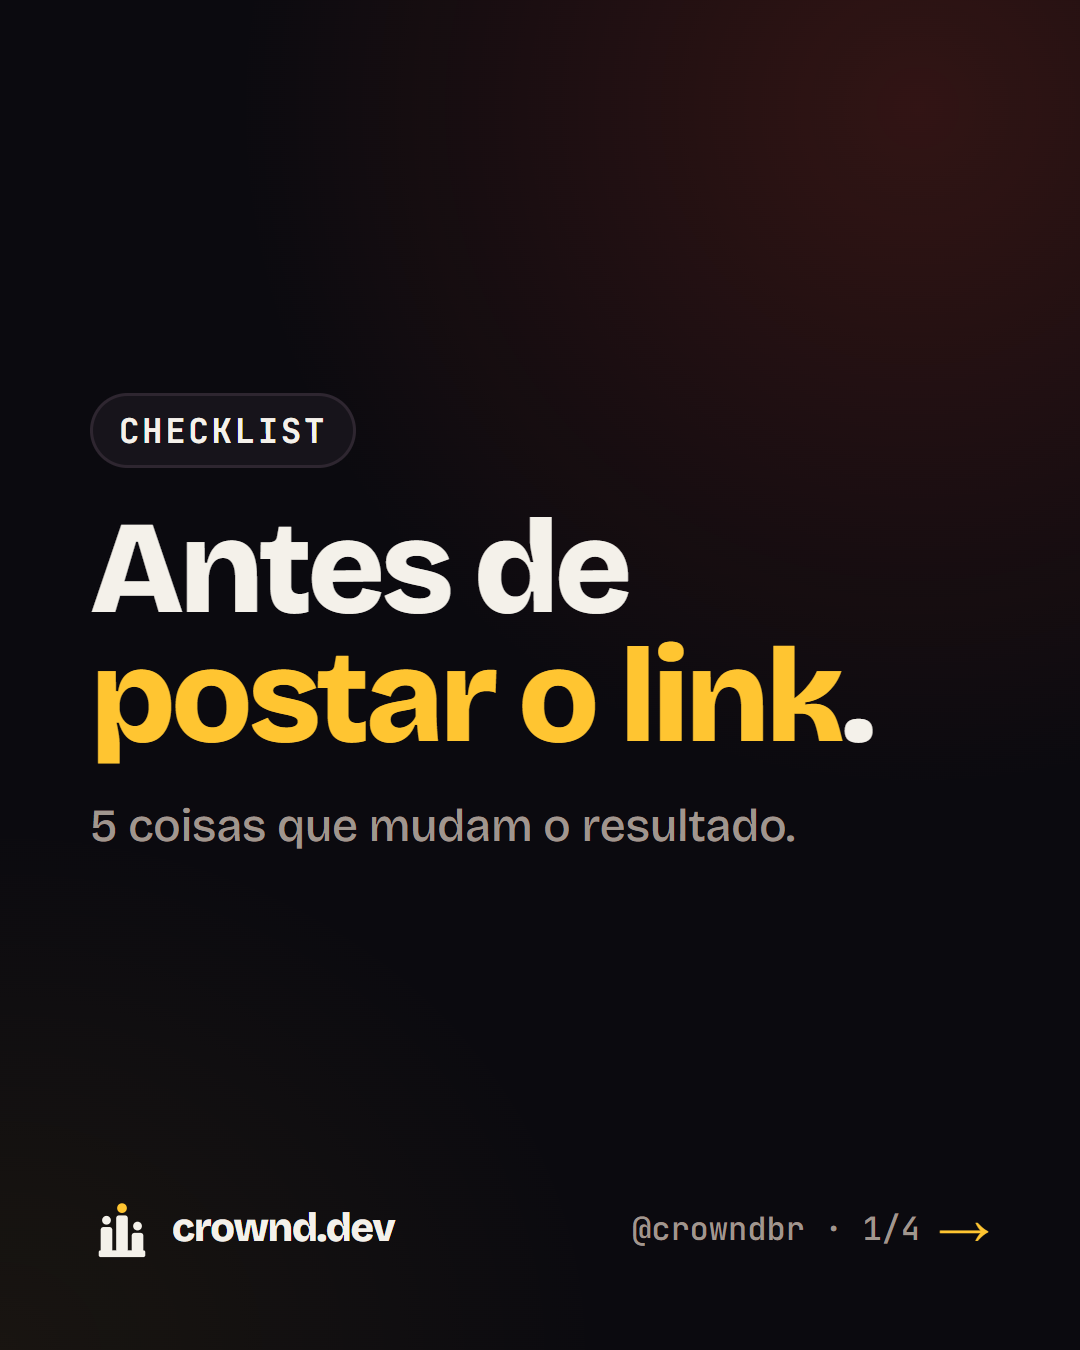 CHECKLIST
Antes de
postar o link.
5 coisas que mudam o resultado.
crownd.dev
@crowndbr · 1/4 →